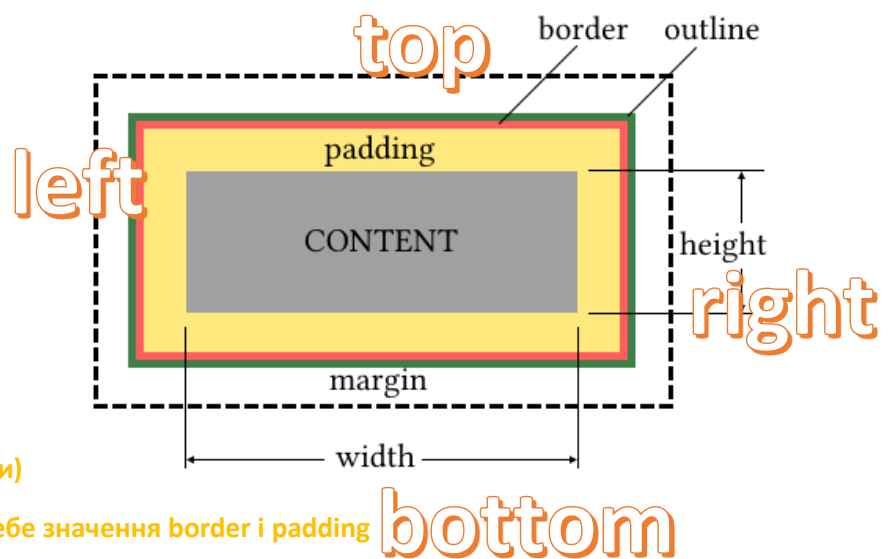 top
border
outline
padding
left
CONTENT
height
right
margin
width
и)
ебе значення border і padding
bottom